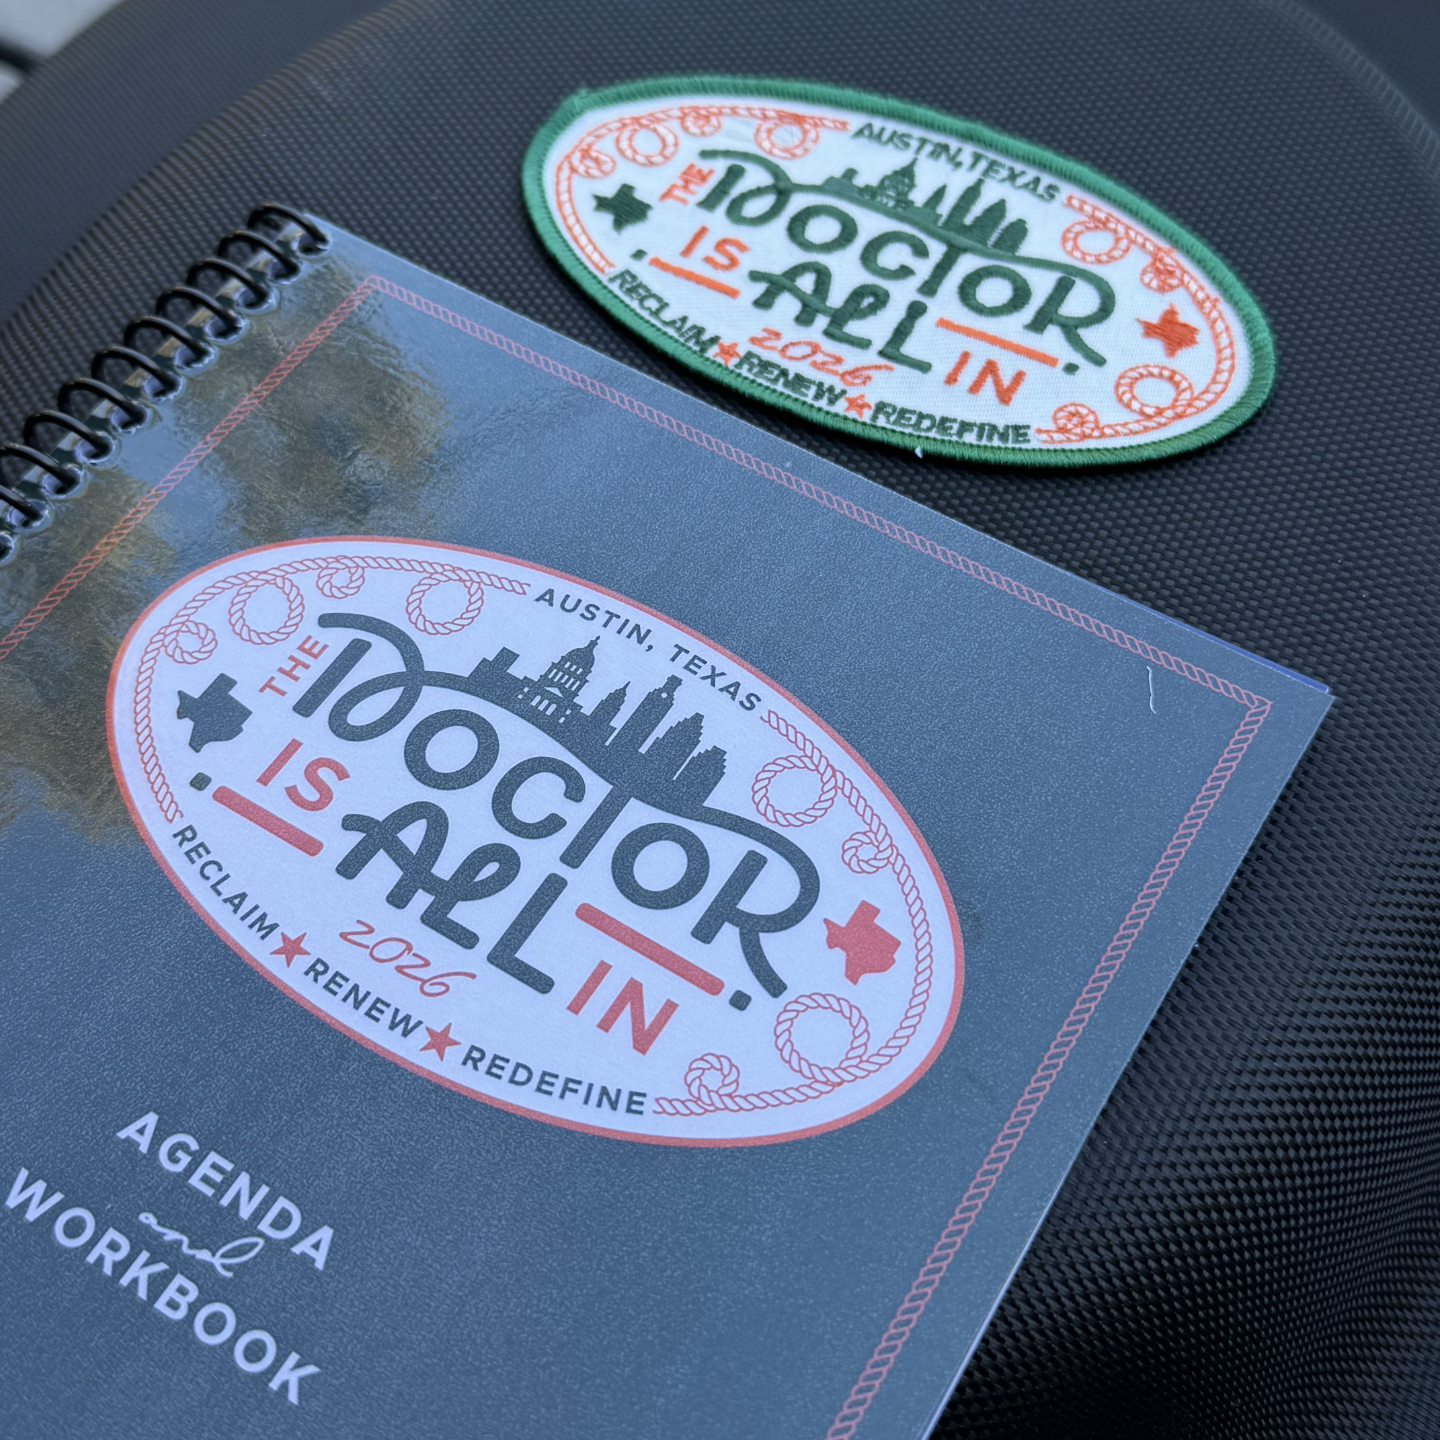 AUSTIN, TEXAS
THE DOCTOR
IS ALL IN
2026
RECLAIM ★ RENEW ★ REDEFINE
AUSTIN, TEXAS
THE DOCTOR
IS ALL IN
2026
RECLAIM ★ RENEW ★ REDEFINE
AGENDA
and
WORKBOOK